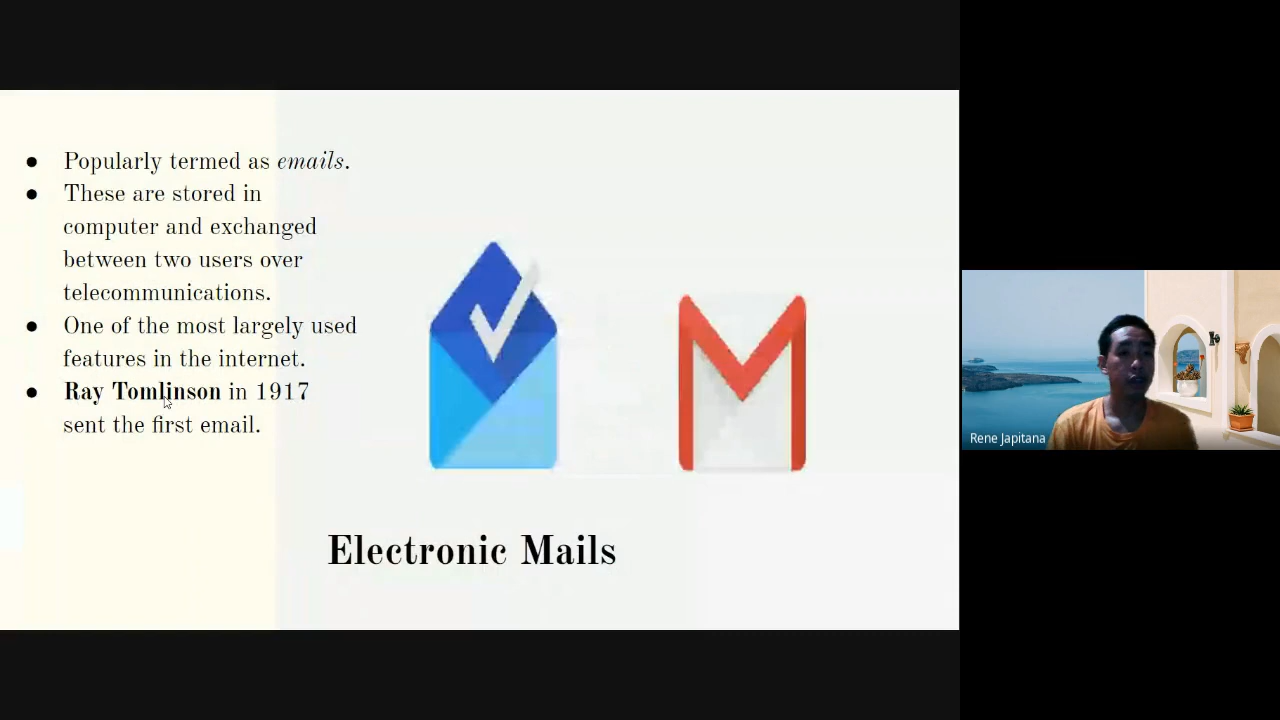 ● Popularly termed as emails.
● These are stored in
computer and exchanged
between two users over
telecommunications.
● One of the most largely used
features in the internet.
● Ray Tomlinson in 1917
sent the first email.
Electronic Mails
Rene Japitana